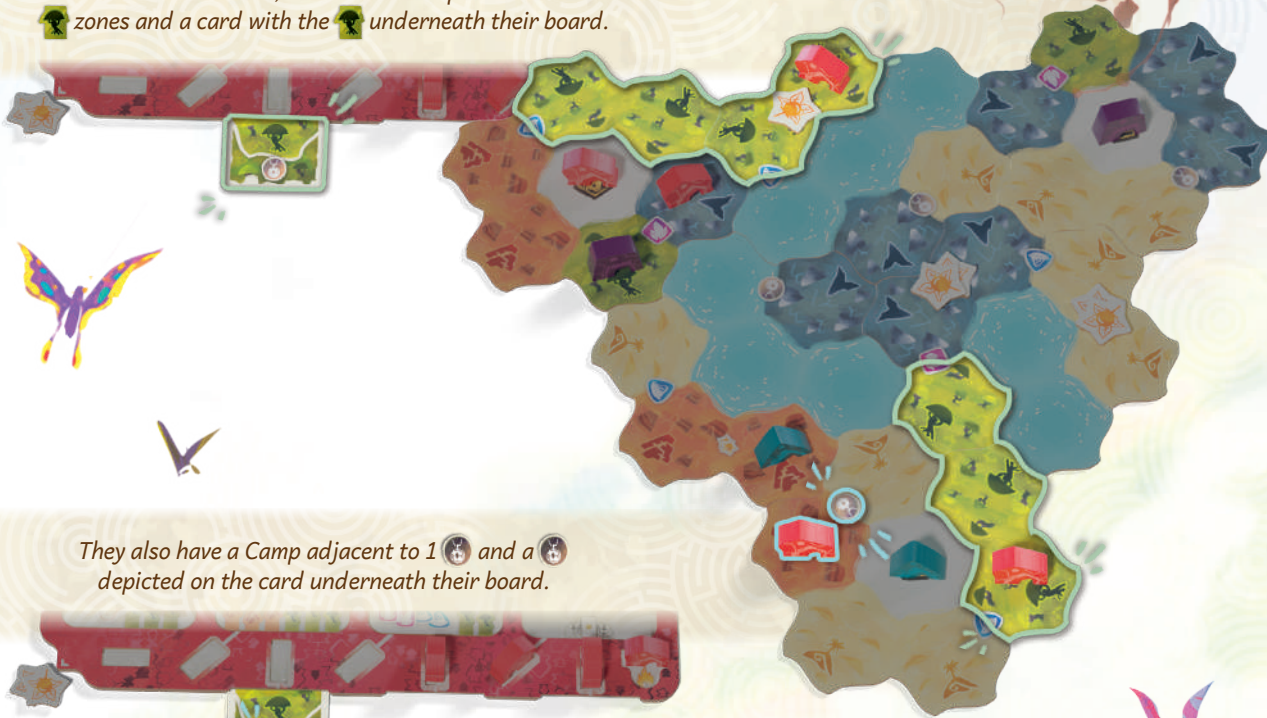 zones and a card with the underneath their board.
They also have a Camp adjacent to 1 and a
depicted on the card underneath their board.